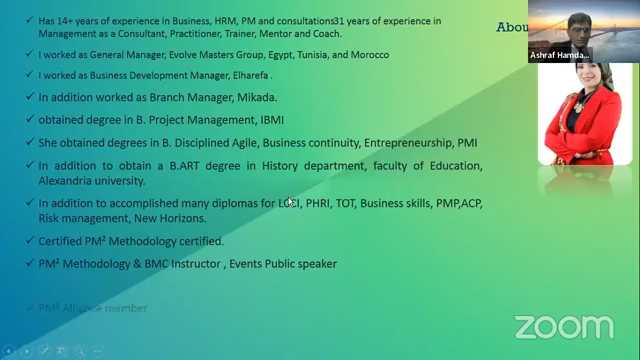 Abou
Has 14+ years of experience in Business, HRM, PM and consultations31 years of experience in
Management as a Consultant, Practitioner, Trainer, Mentor and Coach.
I worked as General Manager, Evolve Masters Group, Egypt, Tunisia, and Morocco
I worked as Business Development Manager, Elharefa .
In addition worked as Branch Manager, Mikada.
obtained degree in B. Project Management, IBMI
She obtained degrees in B. Disciplined Agile, Business continuity, Entrepreneurship, PMI
In addition to obtain a B.ART degree in History department, faculty of Education,
Alexandria university.
In addition to accomplished many diplomas for LCCI, PHRI, TOT, Business skills, PMP,ACP,
Risk management, New Horizons.
Certified PM² Methodology certified.
PM² Methodology & BMC Instructor , Events Public speaker
PM² Alliance member
Ashraf Hamda...
zoom